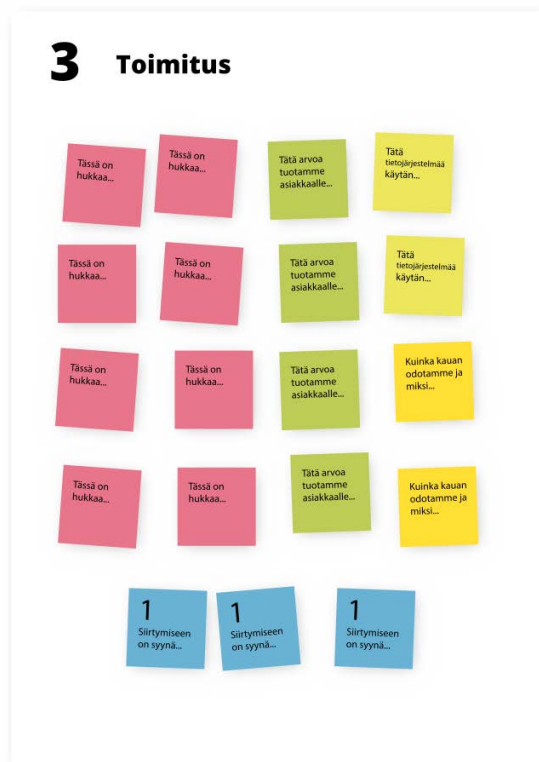 3 Toimitus
Tässä on
hukkaa...
Tässä on
hukkaa...
Tätä arvoa
tuotamme
asiakkaalle...
Tätä
tietojärjestelmää
käytän...
Tässä on
hukkaa...
Tässä on
hukkaa...
Tätä arvoa
tuotamme
asiakkaalle...
Tätä
tietojärjestelmää
käytän...
Tässä on
hukkaa...
Tässä on
hukkaa...
Tätä arvoa
tuotamme
asiakkaalle...
Kuinka kauan
odotamme ja
miksi...
Tässä on
hukkaa...
Tässä on
hukkaa...
Tätä arvoa
tuotamme
asiakkaalle...
Kuinka kauan
odotamme ja
miksi...
1
Siirtymiseen
on syynä...
1
Siirtymiseen
on syynä...
1
Siirtymiseen
on syynä...